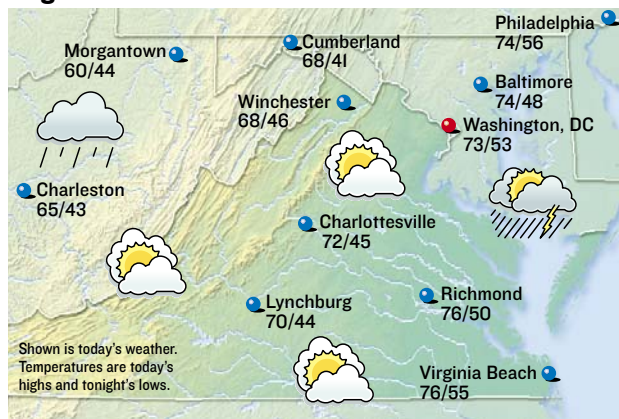 Philadelphia
74/56
Morgantown
60/44
Cumberland
68/41
Baltimore
74/48
Winchester
68/46
Washington, DC
73/53
Charleston
65/43
Charlottesville
72/45
Lynchburg
70/44
Richmond
76/50
Shown is today's weather.
Temperatures are today's
highs and tonight's lows.
Virginia Beach
76/55